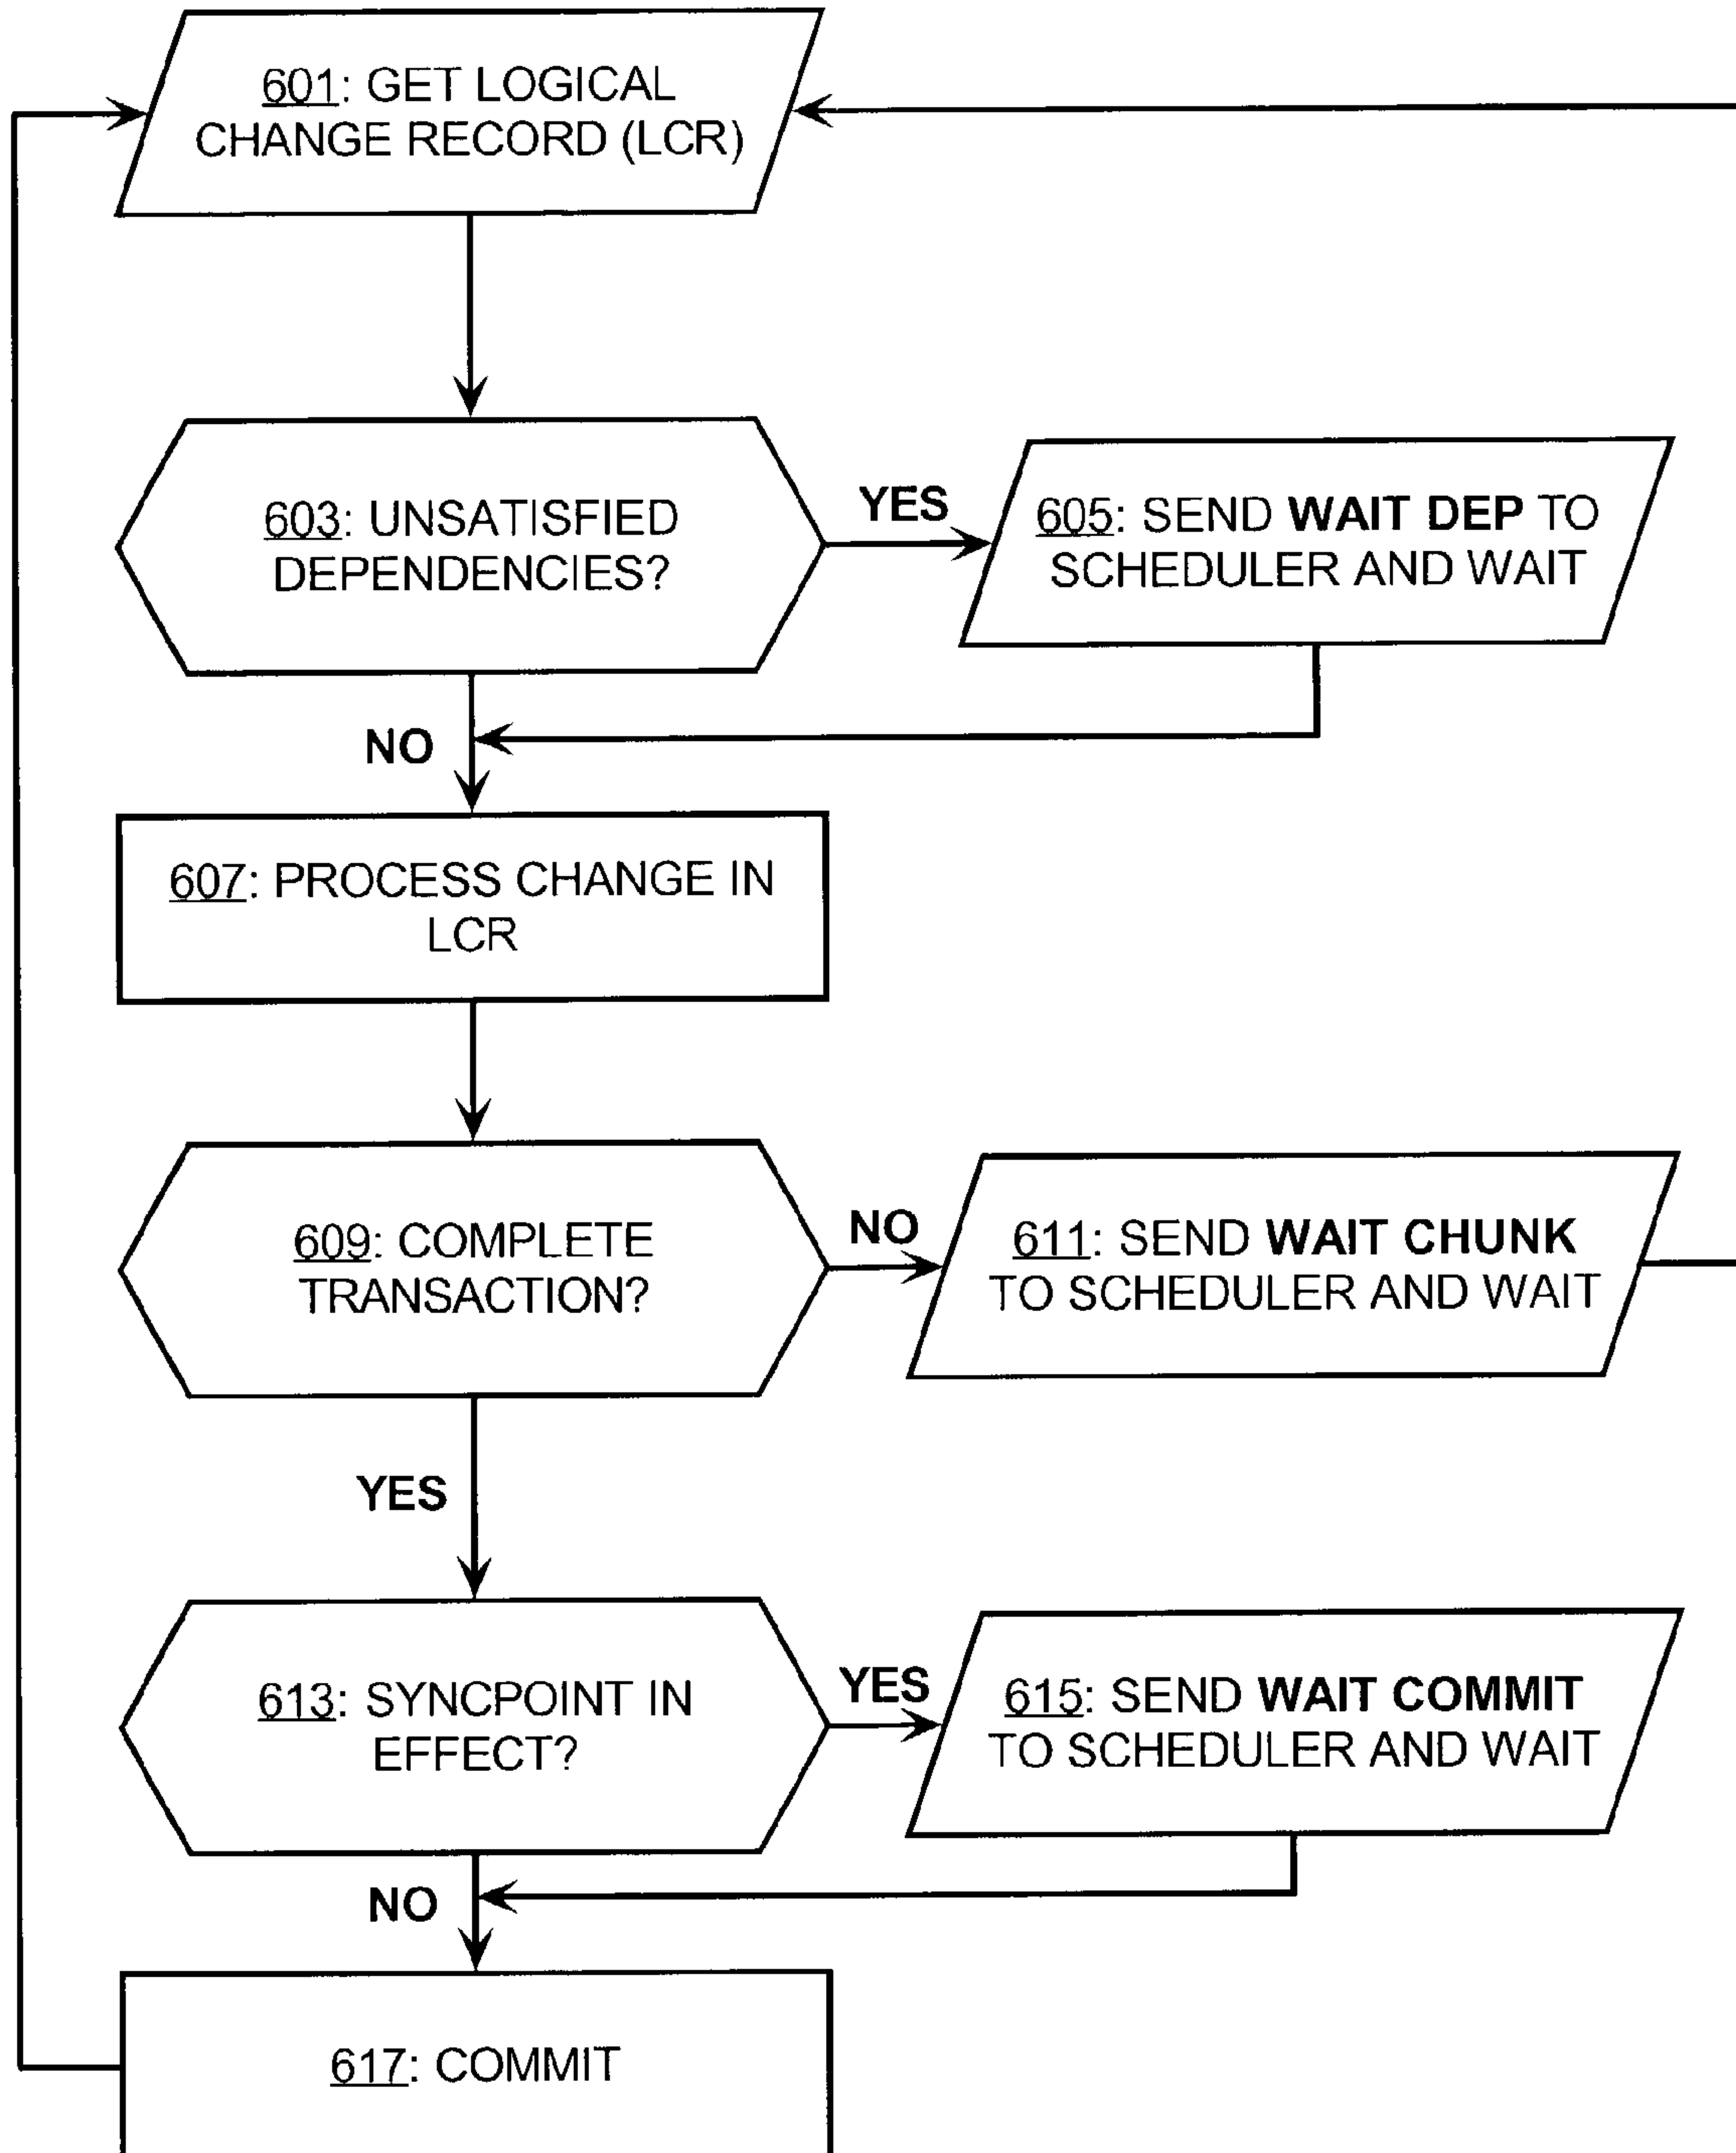 601: GET LOGICAL
CHANGE RECORD (LCR)
603: UNSATISFIED
DEPENDENCIES?
YES
605: SEND WAIT DEP TO
SCHEDULER AND WAIT
NO
607: PROCESS CHANGE IN
LCR
609: COMPLETE
TRANSACTION?
NO
611: SEND WAIT CHUNK
TO SCHEDULER AND WAIT
YES
613: SYNCPOINT IN
EFFECT?
YES
615: SEND WAIT COMMIT
TO SCHEDULER AND WAIT
NO
617: COMMIT